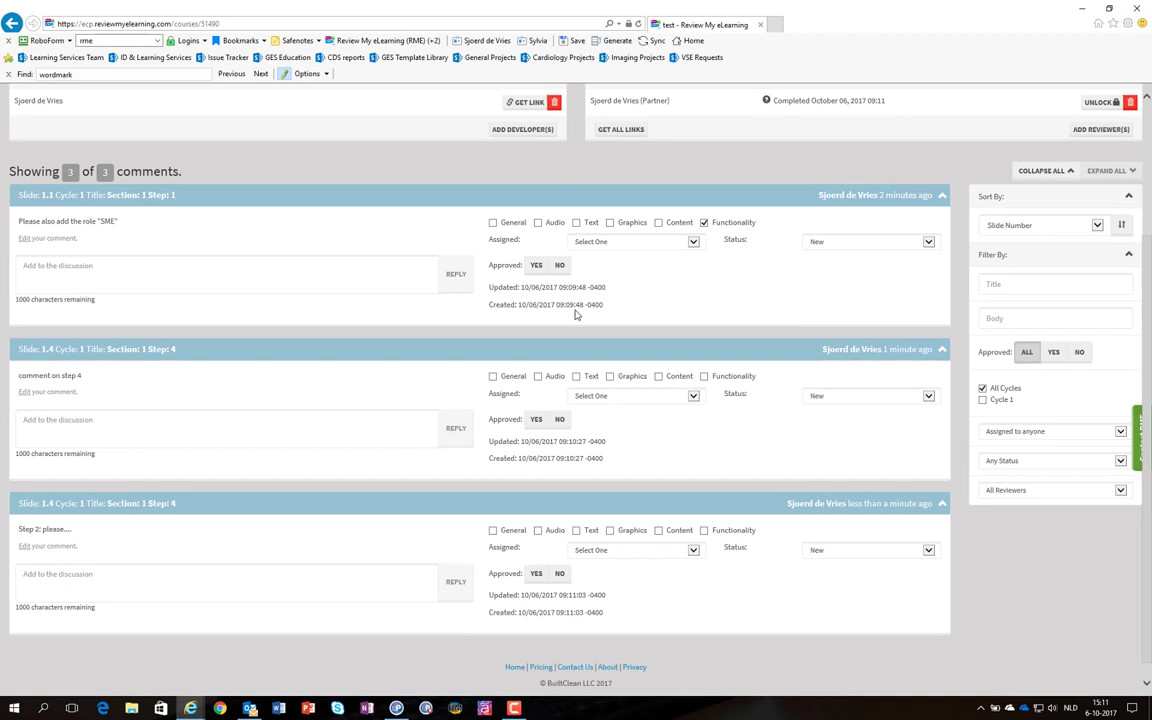 https://ecp.reviewmyelearning.com/courses/51490
test - Review My eLearning
RoboForm
rme
Logins
Bookmarks
Safenotes
Review My eLearning (RME) (+2)
Sjoerd de Vries
Sylvia
Save
Generate
Sync
Home
Learning Services Team
ID & Learning Services
Issue Tracker
GES Education
CDS reports
GES Template Library
General Projects
Cardiology Projects
Imaging Projects
VSE Requests
Find: wordmark
Previous
Next
Options
Sjoerd de Vries
GET LINK
Sjoerd de Vries (Partner)
Completed October 06, 2017 09:11
UNLOCK
ADD DEVELOPER(S)
GET ALL LINKS
ADD REVIEWER(S)
Showing 3 of 3 comments.
COLLAPSE ALL
EXPAND ALL
Slide: 1.1 Cycle: 1 Title: Section: 1 Step: 1
Sjoerd de Vries 2 minutes ago
Please also add the role "SME"
Edit your comment.
General Audio Text Graphics Content Functionality
Assigned: Select One
Status: New
Add to the discussion
REPLY
1000 characters remaining
Approved: YES NO
Updated: 10/06/2017 09:09:48 -0400
Created: 10/06/2017 09:09:48 -0400
Slide: 1.4 Cycle: 1 Title: Section: 1 Step: 4
Sjoerd de Vries 1 minute ago
comment on step 4
Edit your comment.
General Audio Text Graphics Content Functionality
Assigned: Select One
Status: New
Add to the discussion
REPLY
1000 characters remaining
Approved: YES NO
Updated: 10/06/2017 09:10:27 -0400
Created: 10/06/2017 09:10:27 -0400
Slide: 1.4 Cycle: 1 Title: Section: 1 Step: 4
Sjoerd de Vries less than a minute ago
Step 2: please....
Edit your comment.
General Audio Text Graphics Content Functionality
Assigned: Select One
Status: New
Add to the discussion
REPLY
1000 characters remaining
Approved: YES NO
Updated: 10/06/2017 09:11:03 -0400
Created: 10/06/2017 09:11:03 -0400
Sort By:
Slide Number
Filter By:
Title
Body
Approved: ALL YES NO
All Cycles
Cycle 1
Assigned to anyone
Any Status
All Reviewers
Home | Pricing | Contact Us | About | Privacy
© BuiltClean LLC 2017
NLD
15:11
6-10-2017